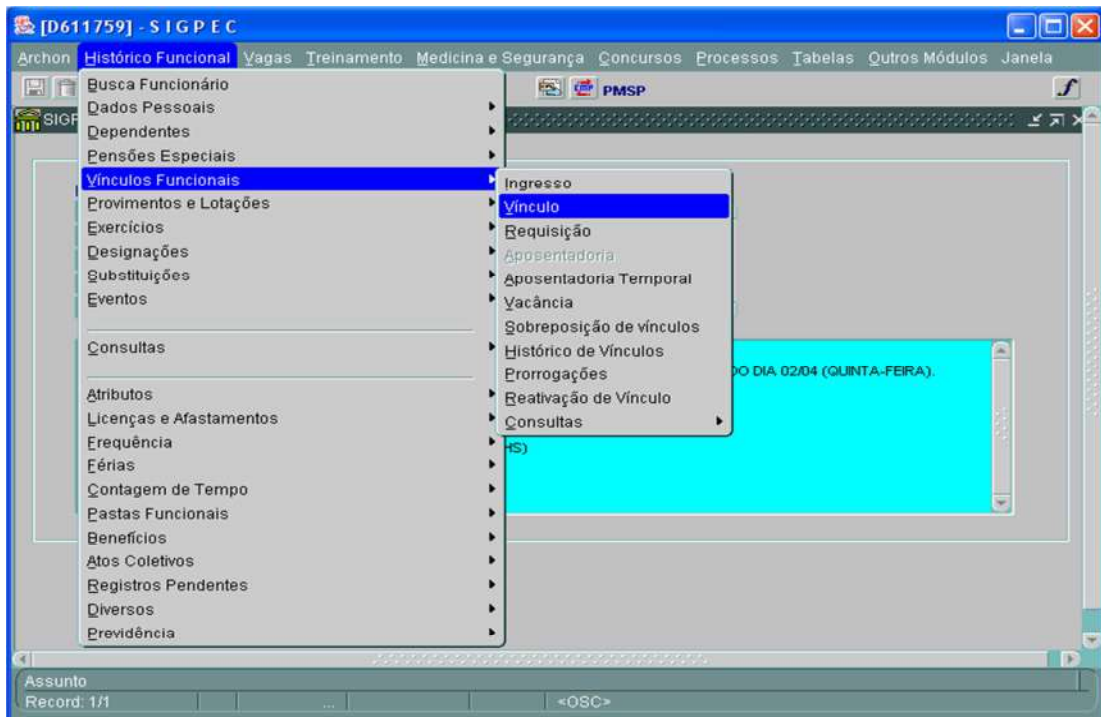 [D611759] - S I G P E C
Archon Histórico Funcional Vagas Treinamento Medicina e Segurança Concursos Processos Tabelas Outros Módulos Janela
PMSP
Busca Funcionário
Dados Pessoais
Dependentes
Pensões Especiais
Vínculos Funcionais
Provimentos e Lotações
Exercícios
Designações
Substituições
Eventos
Consultas
Atributos
Licenças e Afastamentos
Frequência
Férias
Contagem de Tempo
Pastas Funcionais
Benefícios
Atos Coletivos
Registros Pendentes
Diversos
Previdência
Ingresso
Vínculo
Requisição
Aposentadoria
Aposentadoria Temporal
Vacância
Sobreposição de vínculos
Histórico de Vínculos
Prorrogações
Reativação de Vínculo
Consultas
DO DIA 02/04 (QUINTA-FEIRA).
HS)
Assunto
Record: 1/1 ... <OSC>